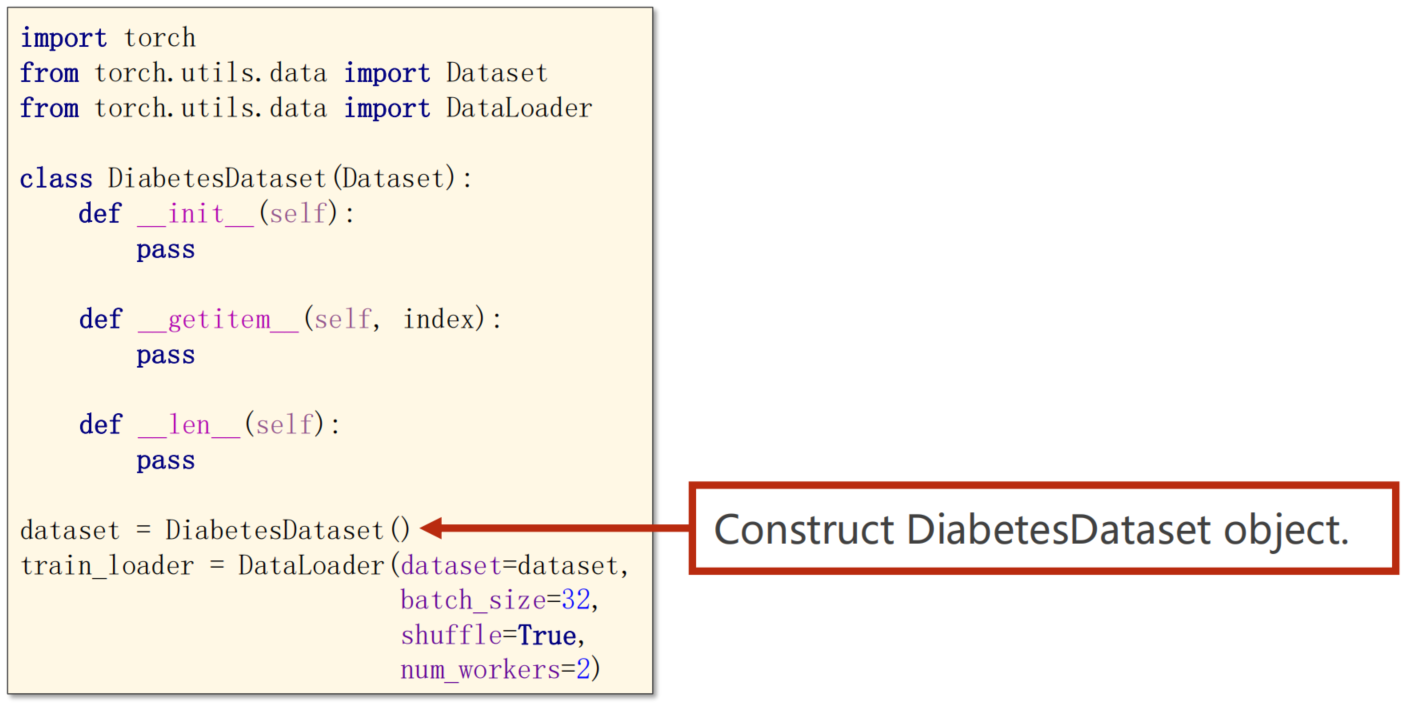 import torch
from torch.utils.data import Dataset
from torch.utils.data import DataLoader
class DiabetesDataset(Dataset):
    def __init__(self):
        pass
    def __getitem__(self, index):
        pass
    def __len__(self):
        pass
dataset = DiabetesDataset()
Construct DiabetesDataset object.
train_loader = DataLoader(dataset=dataset,
                          batch_size=32,
                          shuffle=True,
                          num_workers=2)